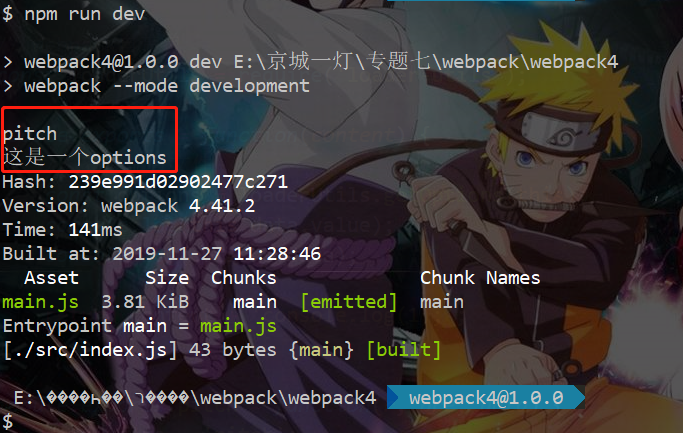 $ npm run dev
> webpack4@1.0.0 dev E:\京城一灯\专题七\webpack\webpack4
> webpack --mode development
pitch
这是一个options
Hash: 239e991d02902477c271
Version: webpack 4.41.2
Time: 141ms
Built at: 2019-11-27 11:28:46
Asset Size Chunks Chunk Names
main.js 3.81 KiB main [emitted] main
Entrypoint main = main.js
[./src/index.js] 43 bytes {main} [built]
E:\����һ��\ר����\webpack\webpack4 webpack4@1.0.0
$